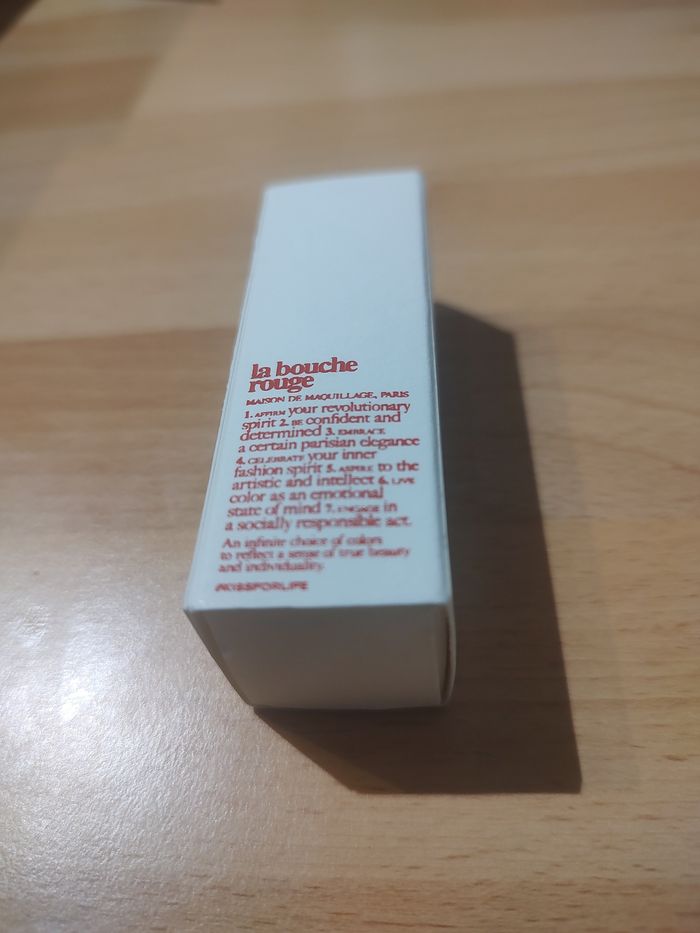 la bouche
rouge
MAISON DE MAQUILLAGE, PARIS
1. AFFIRM your revolutionary
spirit 2. BE confident and
determined 3. EMBRACE
a certain parisian elegance
4. CELEBRATE your inner
fashion spirit 5. ASPIRE to the
artistic and intellect 6. LIVE
color as an emotional
state of mind 7. ENGAGE in
a socially responsible act.
An infinite choice of colors
to reflect a sense of true beauty
and individuality.
#KISSFORLIFE